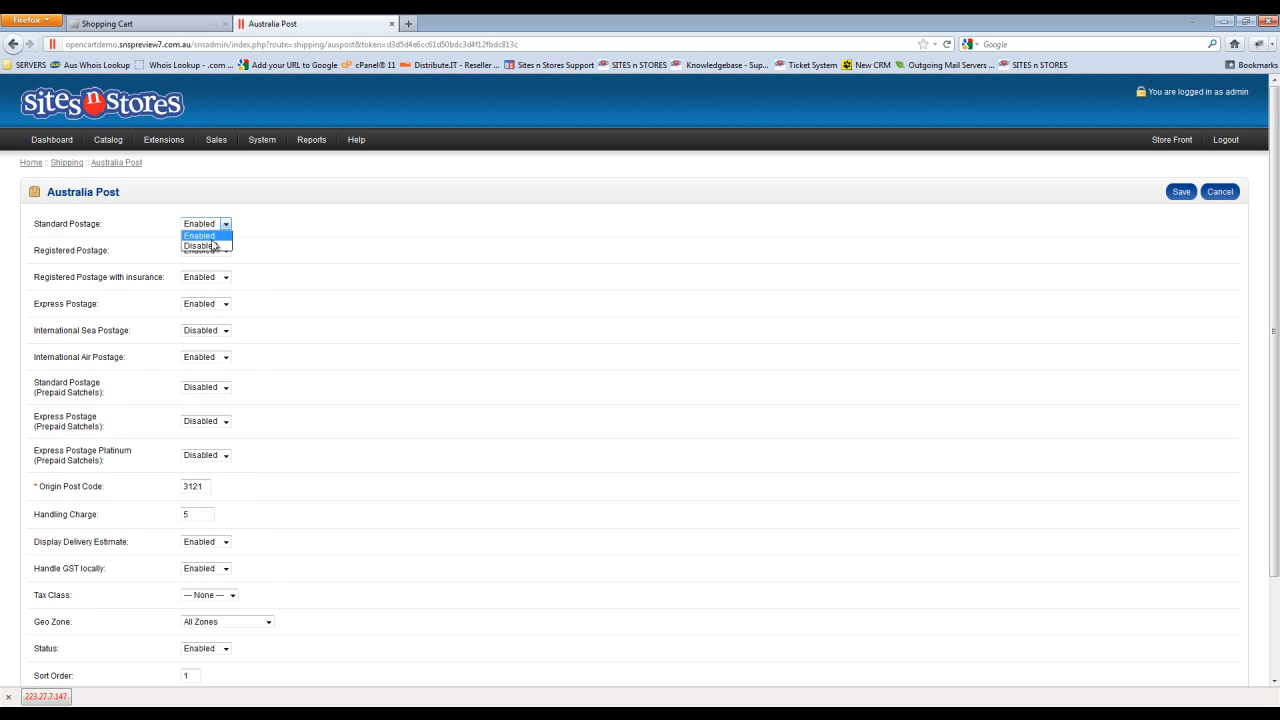 Firefox
Shopping Cart
Australia Post
opencartdemo.snspreview7.com.au/snsadmin/index.php?route=shipping/auspost&token=d3d5d4e6cc61d50bdc3d4f12fbdc813c
Google
SERVERS
Aus Whois Lookup
Whois Lookup - .com ...
Add your URL to Google
cP cPanel® 11
Distribute.IT - Reseller ...
Sites n Stores Support
SITES n STORES
Knowledgebase - Sup...
Ticket System
New CRM
Outgoing Mail Servers ...
SITES n STORES
Bookmarks
sites n stores
You are logged in as admin
Dashboard
Catalog
Extensions
Sales
System
Reports
Help
Store Front
Logout
Home :: Shipping :: Australia Post
Australia Post
Save
Cancel
Standard Postage: Enabled
Enabled
Registered Postage:
Registered Postage with insurance: Enabled
Express Postage: Enabled
International Sea Postage: Disabled
International Air Postage: Enabled
Standard Postage
(Prepaid Satchels): Disabled
Express Postage
(Prepaid Satchels): Disabled
Express Postage Platinum
(Prepaid Satchels): Disabled
* Origin Post Code: 3121
Handling Charge: 5
Display Delivery Estimate: Enabled
Handle GST locally: Enabled
Tax Class: --- None ---
Geo Zone: All Zones
Status: Enabled
Sort Order: 1
223.27.7.147